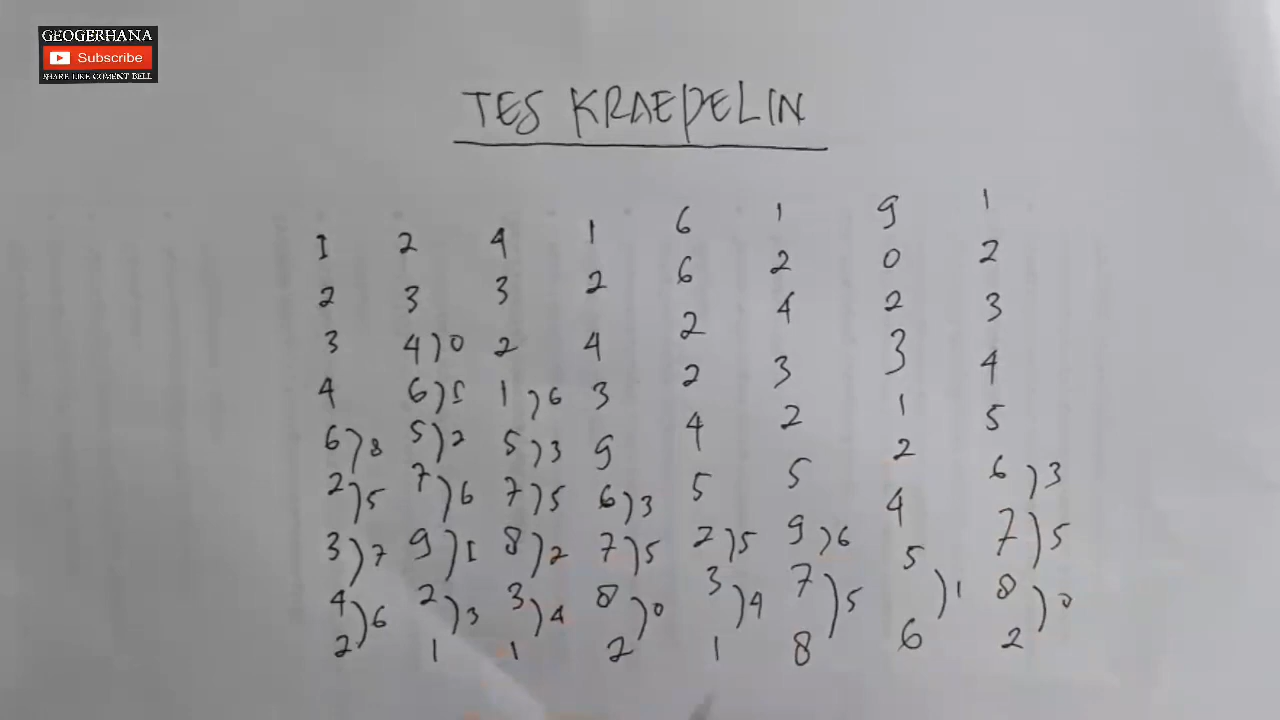 GEOGERHANA
Subscribe
SHARE LIKE COMENT BELL
TES KRAEPELIN
1 2 4 1 6 1 9 1
2 3 3 2 6 2 0 2
3 4)0 2 4 2 4 2 3
4 6)1 1)6 3 2 3 3 4
6)8 5)2 5)3 9 4 2 1 5
2)5 7)6 7)5 6)3 5 5 2 6)3
3)7 9)1 8)2 7)5 2)5 9)6 4 7)5
4)6 2)3 3)4 8)0 3)4 7)5 5)1 8)0
2 1 1 2 1 8 6 2